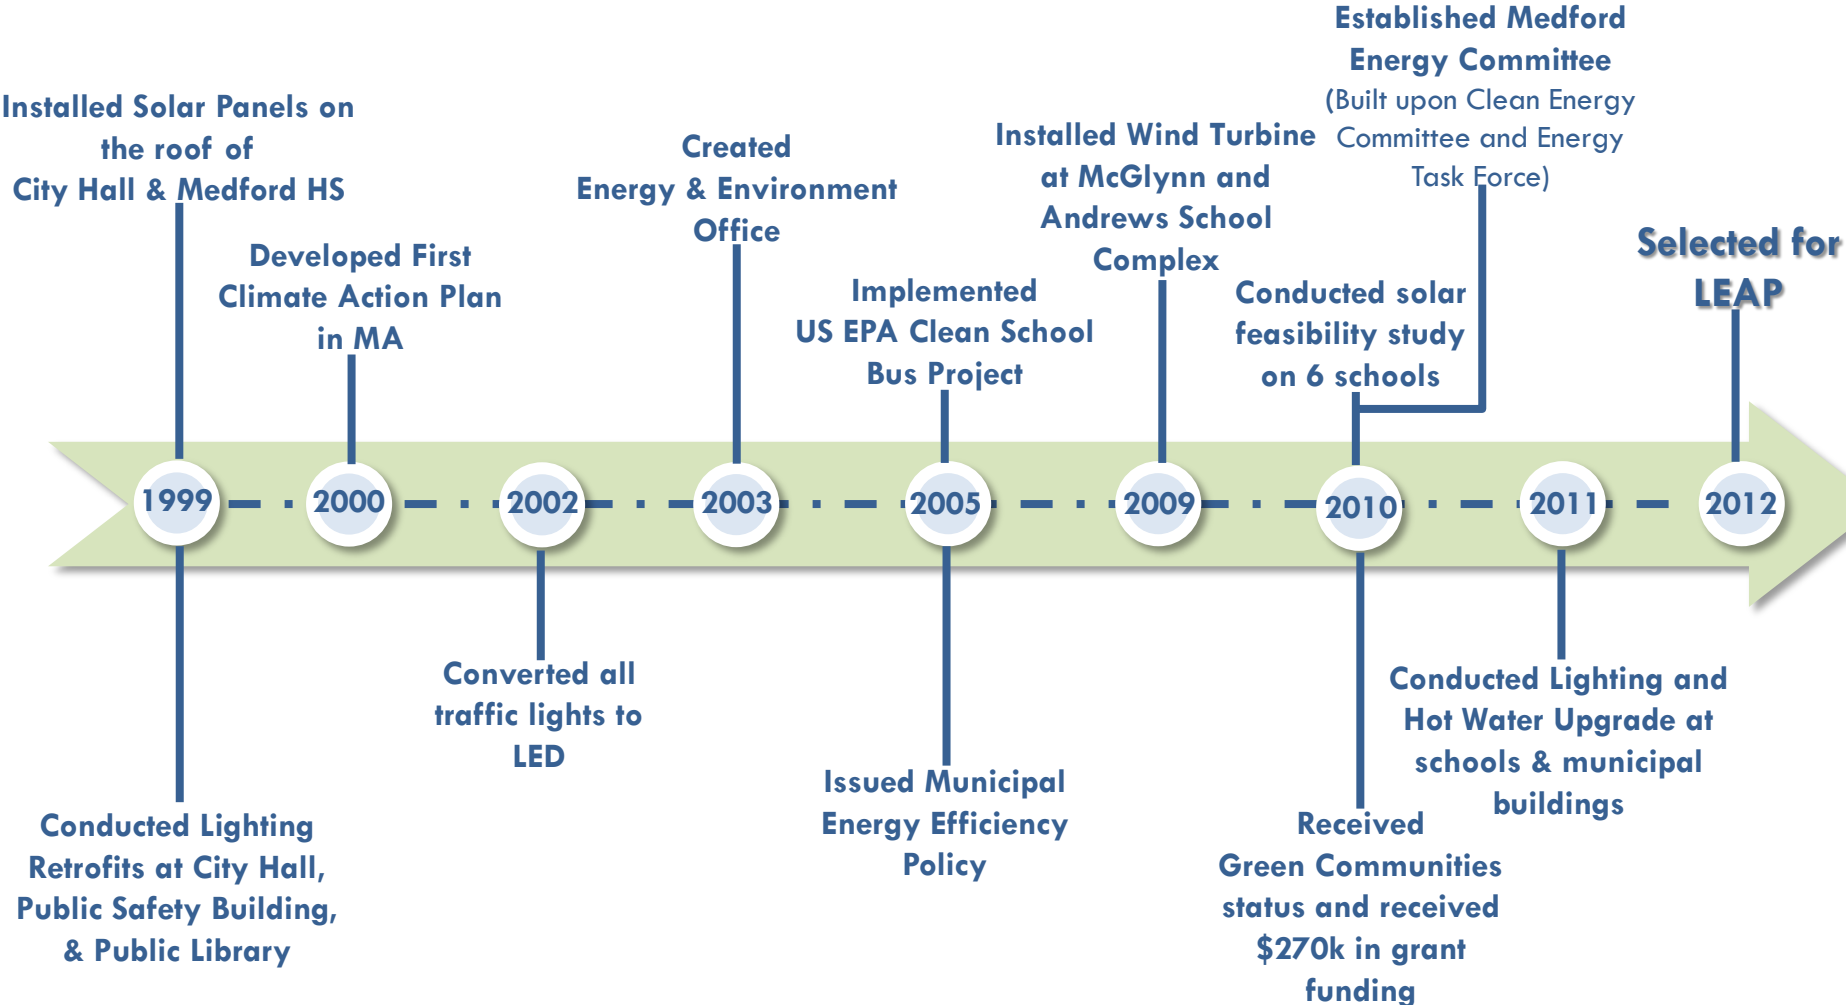 Installed Solar Panels on
the roof of
City Hall & Medford HS
Developed First
Climate Action Plan
in MA
Created
Energy & Environment
Office
Implemented
US EPA Clean School
Bus Project
Installed Wind Turbine
at McGlynn and
Andrews School
Complex
Conducted solar
feasibility study
on 6 schools
Established Medford
Energy Committee
(Built upon Clean Energy
Committee and Energy
Task Force)
Selected for
LEAP
1999
2000
2002
2003
2005
2009
2010
2011
2012
Conducted Lighting
Retrofits at City Hall,
Public Safety Building,
& Public Library
Converted all
traffic lights to
LED
Issued Municipal
Energy Efficiency
Policy
Received
Green Communities
status and received
$270k in grant
funding
Conducted Lighting and
Hot Water Upgrade at
schools & municipal
buildings